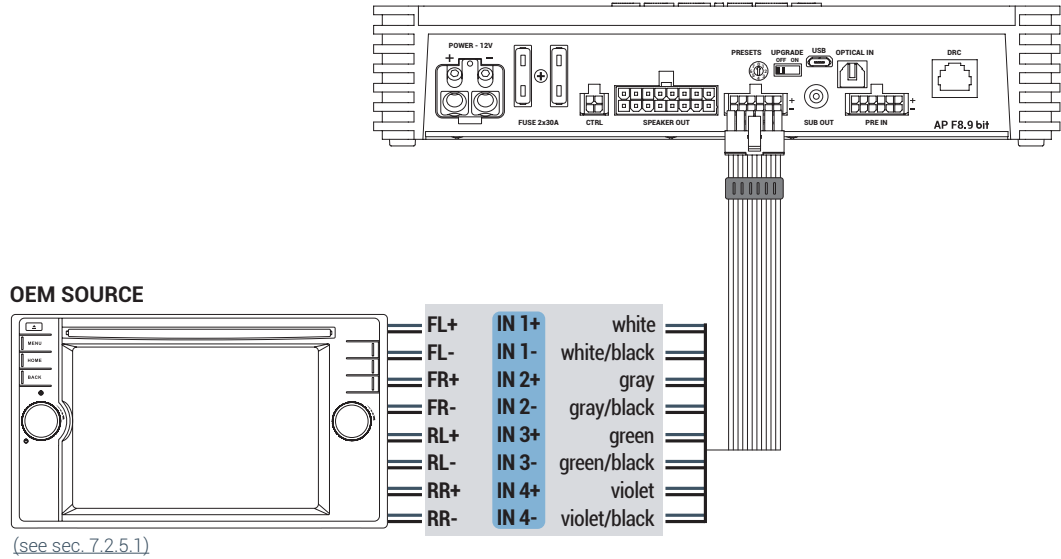 POWER - 12V
+ -
FUSE 2x30A
CTRL
SPEAKER OUT
PRESETS
UPGRADE
OFF ON
USB
OPTICAL IN
DRC
+
-
SUB OUT
PRE IN
+
-
AP F8.9 bit
OEM SOURCE
MENU
HOME
BACK
FL+ IN 1+ white
FL- IN 1- white/black
FR+ IN 2+ gray
FR- IN 2- gray/black
RL+ IN 3+ green
RL- IN 3- green/black
RR+ IN 4+ violet
RR- IN 4- violet/black
(see sec. 7.2.5.1)